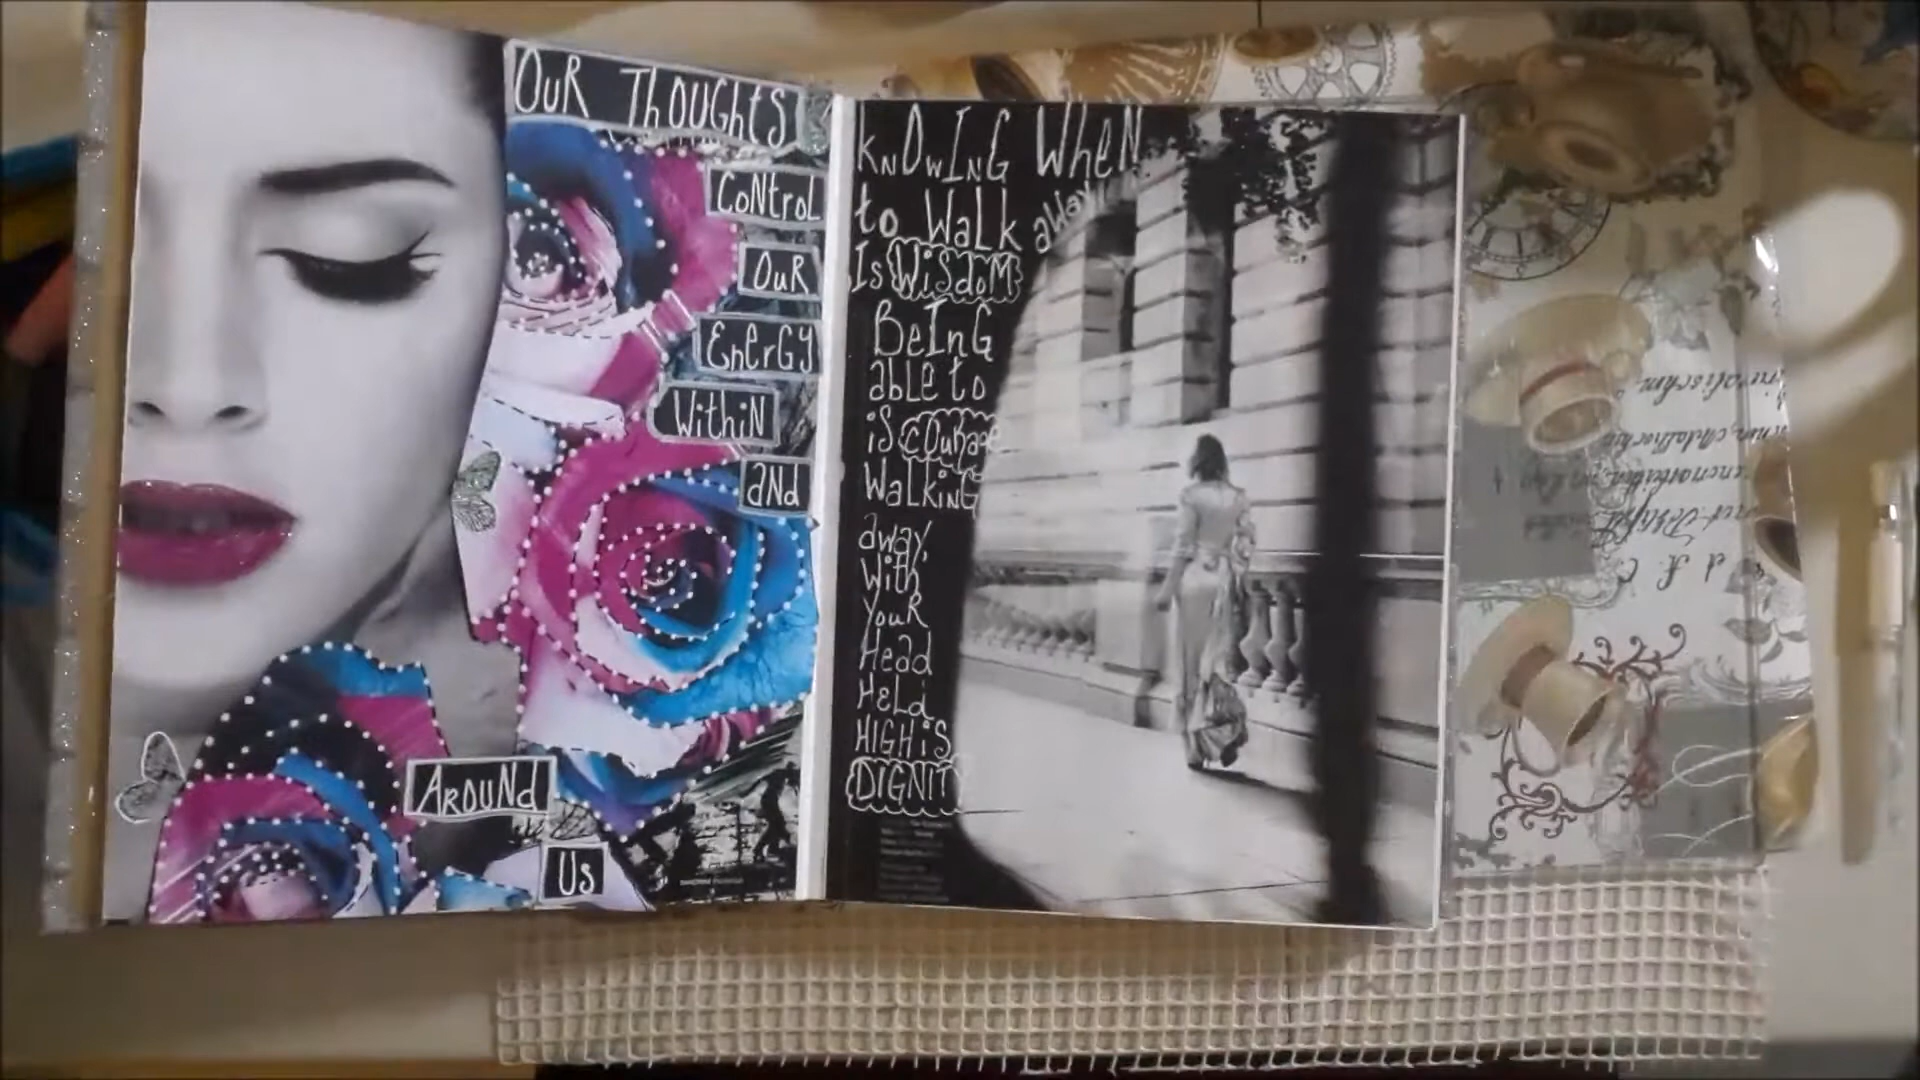 OUR THOUGHTS
CONTROL
OUR
ENERGY
WITHIN
AND
AROUND
US
KNOWING WHEN
to WALK away
Is WISdOM
BEING
able to
is COURAGE
WALKING
away,
With
YOUR
Head
HELd
HIGH iS
DIGNITY